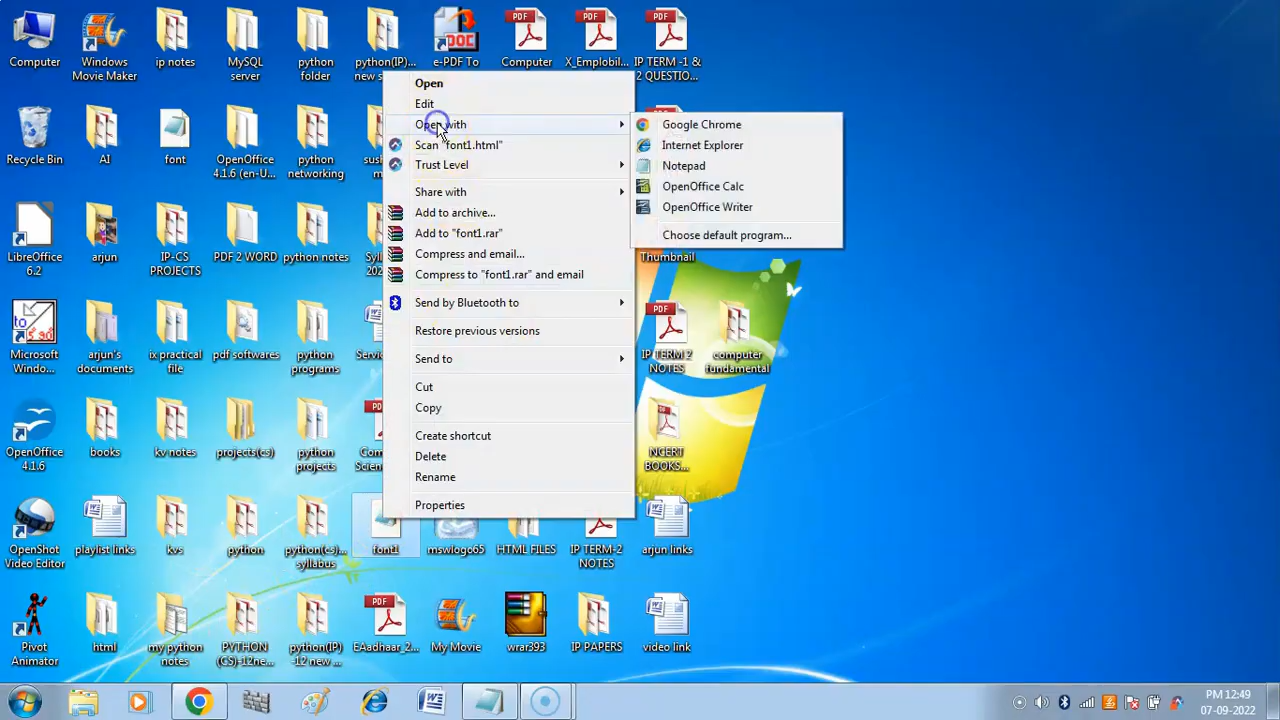 Computer
Windows
Movie Maker
ip notes
MySQL
server
python
folder
python(IP)...
new s
e-PDF To
DOC
PDF
Computer
PDF
X_Emplobil...
PDF
IP TERM -1 &
2 QUESTIO...
Recycle Bin
AI
font
OpenOffice
4.1.6 (en-U...
python
networking
LibreOffice
6.2
arjun
IP-CS
PROJECTS
PDF 2 WORD
python notes
Thumbnail
Microsoft
Windo...
arjun's
documents
ix practical
file
pdf softwares
python
programs
PDF
IP TERM 2
NOTES
computer
fundamental
OpenOffice
4.1.6
books
kv notes
projects(cs)
python
projects
NCERT
BOOKS...
OpenShot
Video Editor
playlist links
kvs
python
python(cs)...
syllabus
font1
mswlogo65
HTML FILES
IP TERM-2
NOTES
arjun links
Pivot
Animator
html
my python
notes
PYTHON
(CS)-12ne...
python(IP)
-12 new ...
PDF
EAadhaar_2...
My Movie
wrar393
IP PAPERS
video link
Open
Edit
Open with
Scan "font1.html"
Trust Level
Share with
Add to archive...
Add to "font1.rar"
Compress and email...
Compress to "font1.rar" and email
Send by Bluetooth to
Restore previous versions
Send to
Cut
Copy
Create shortcut
Delete
Rename
Properties
Google Chrome
Internet Explorer
Notepad
OpenOffice Calc
OpenOffice Writer
Choose default program...
PM 12:49
07-09-2022